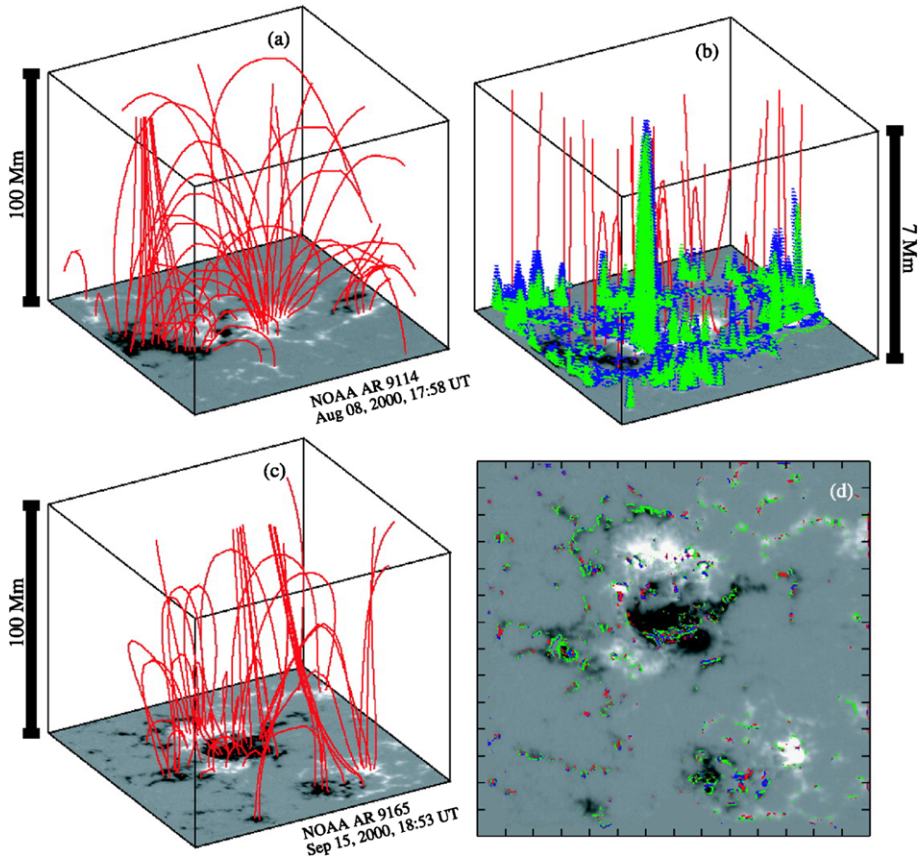 (a)
100 Mm
NOAA AR 9114
Aug 08, 2000, 17:58 UT
(b)
7 Mm
(c)
100 Mm
NOAA AR 9165
Sep 15, 2000, 18:53 UT
(d)